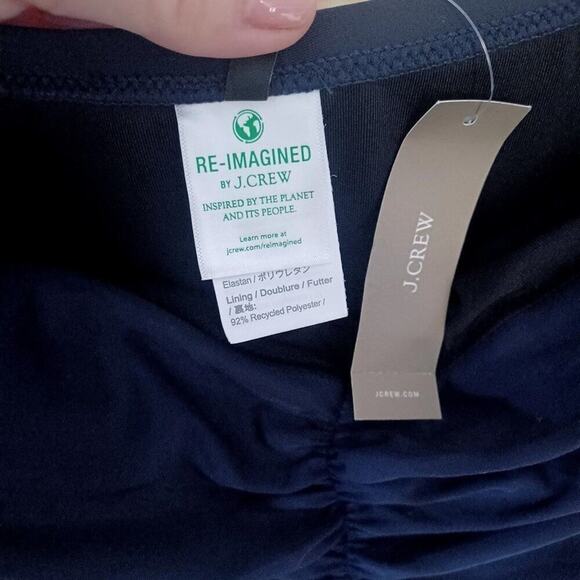 RE-IMAGINED
BY J.CREW
INSPIRED BY THE PLANET
AND ITS PEOPLE.
Learn more at
jcrew.com/reimagined
Elastan / ポリウレタン
Lining / Doublure / Futter
/ 裏地:
92% Recycled Polyester /
J.CREW
JCREW.COM